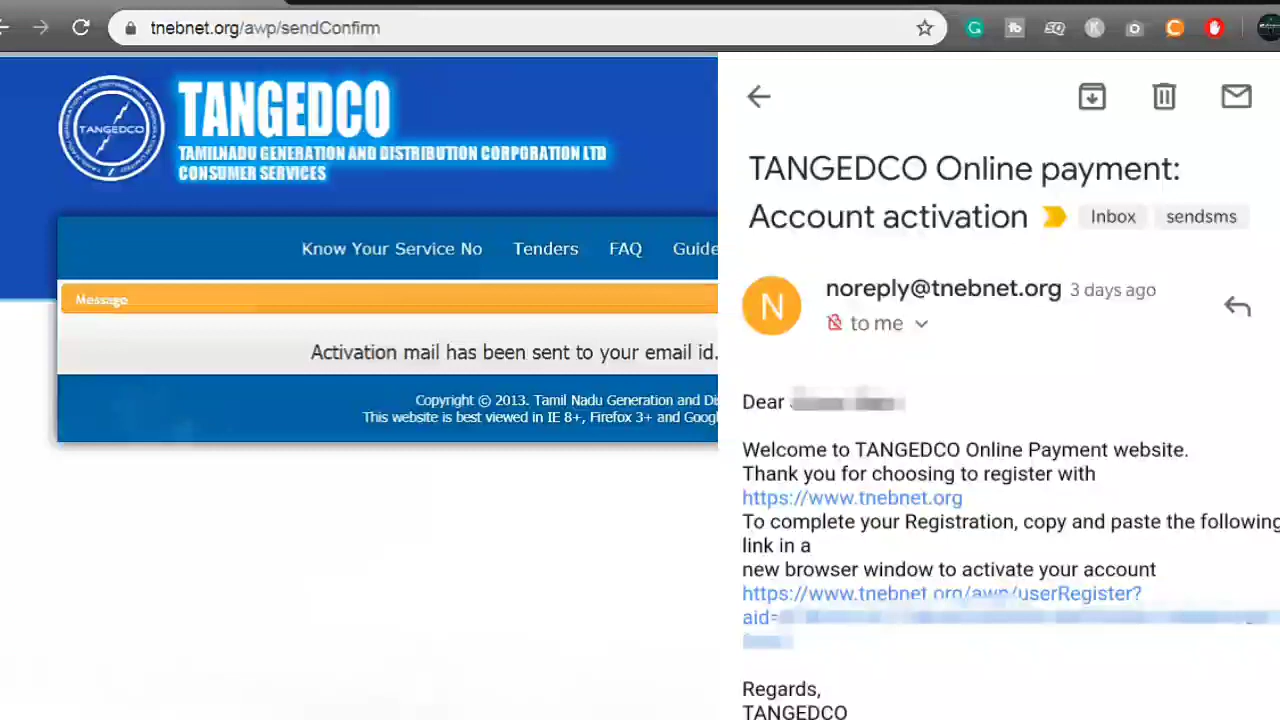 tnebnet.org/awp/sendConfirm
TANGEDCO
TANGEDCO
TAMILNADU GENERATION AND DISTRIBUTION CORPORATION LTD
CONSUMER SERVICES
Know Your Service No Tenders FAQ Guide
Message
Activation mail has been sent to your email id.
Copyright © 2013. Tamil Nadu Generation and Dis
This website is best viewed in IE 8+, Firefox 3+ and Goog
TANGEDCO Online payment:
Account activation Inbox sendsms
N
noreply@tnebnet.org 3 days ago
to me
Dear
Welcome to TANGEDCO Online Payment website.
Thank you for choosing to register with
https://www.tnebnet.org
To complete your Registration, copy and paste the following
link in a
new browser window to activate your account
https://www.tnebnet.org/awp/userRegister?
aid=
Regards,
TANGEDCO